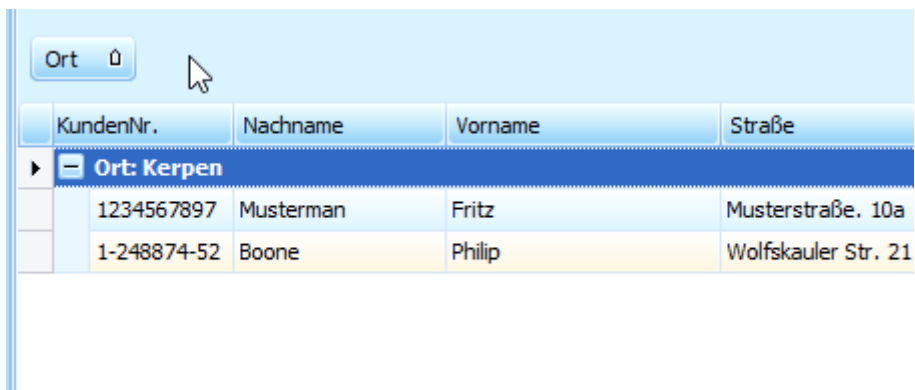 Ort
KundenNr. Nachname Vorname Straße
Ort: Kerpen
1234567897 Musterman Fritz Musterstraße. 10a
1-248874-52 Boone Philip Wolfskauler Str. 21